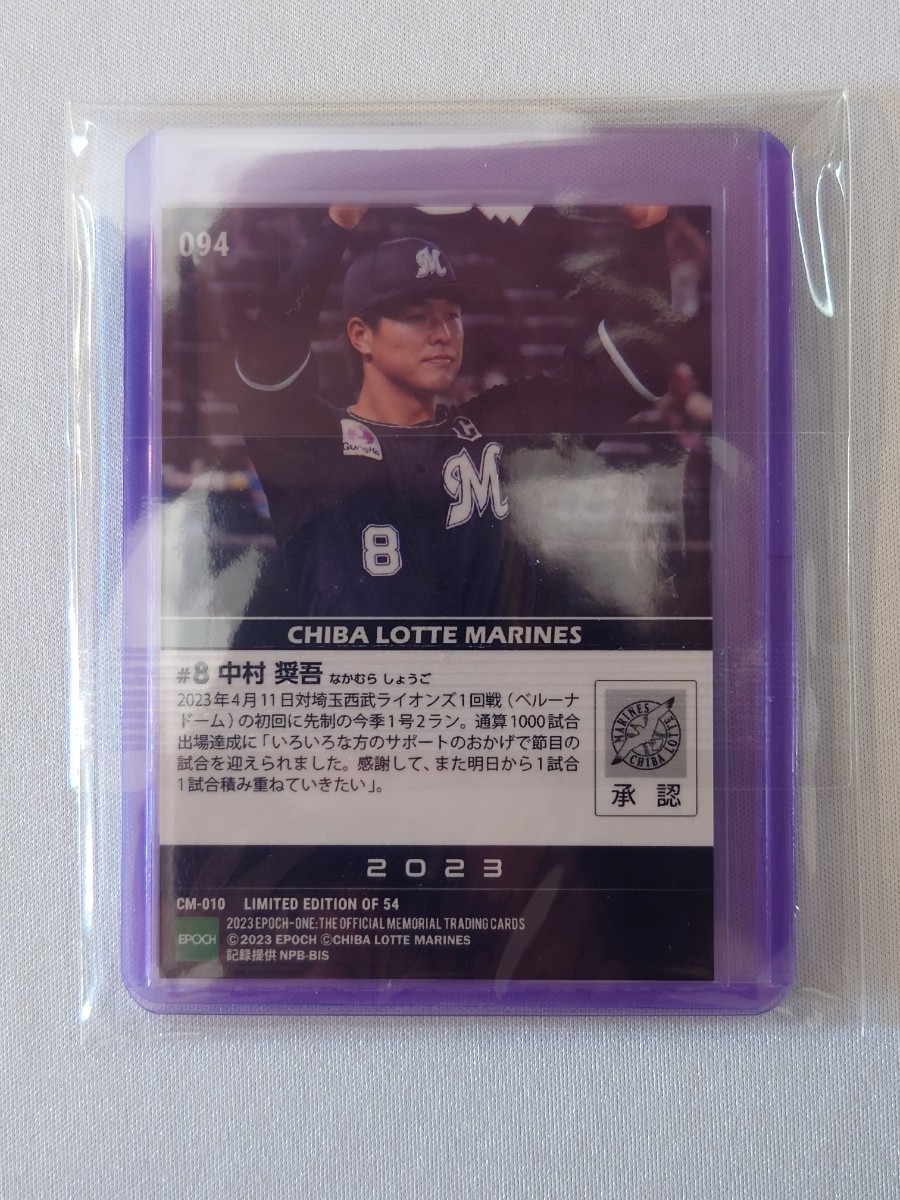 094
M
GungHo
M
8
CHIBA LOTTE MARINES
#8 中村 奨吾 なかむら しょうご
2023年4月11日対埼玉西武ライオンズ1回戦（ベルーナ
ドーム）の初回に先制の今季1号2ラン。通算1000試合
出場達成に「いろいろな方のサポートのおかげで節目の
試合を迎えられました。感謝して、また明日から1試合
1試合積み重ねていきたい」。
MARINES
CHIBA LOTTE
承 認
2023
CM-010 LIMITED EDITION OF 54
EPOCH
2023 EPOCH-ONE:THE OFFICIAL MEMORIAL TRADING CARDS
©2023 EPOCH ©CHIBA LOTTE MARINES
記録提供 NPB-BIS